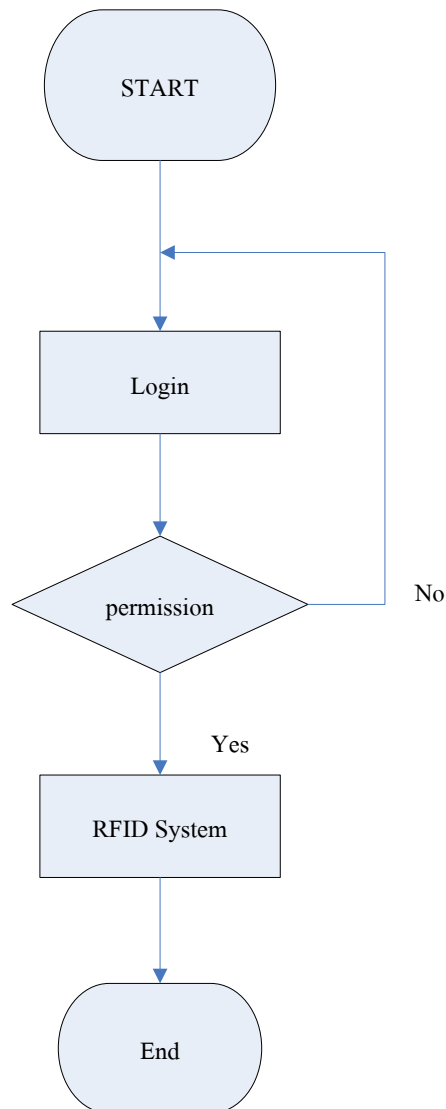 START
Login
permission
No
Yes
RFID System
End